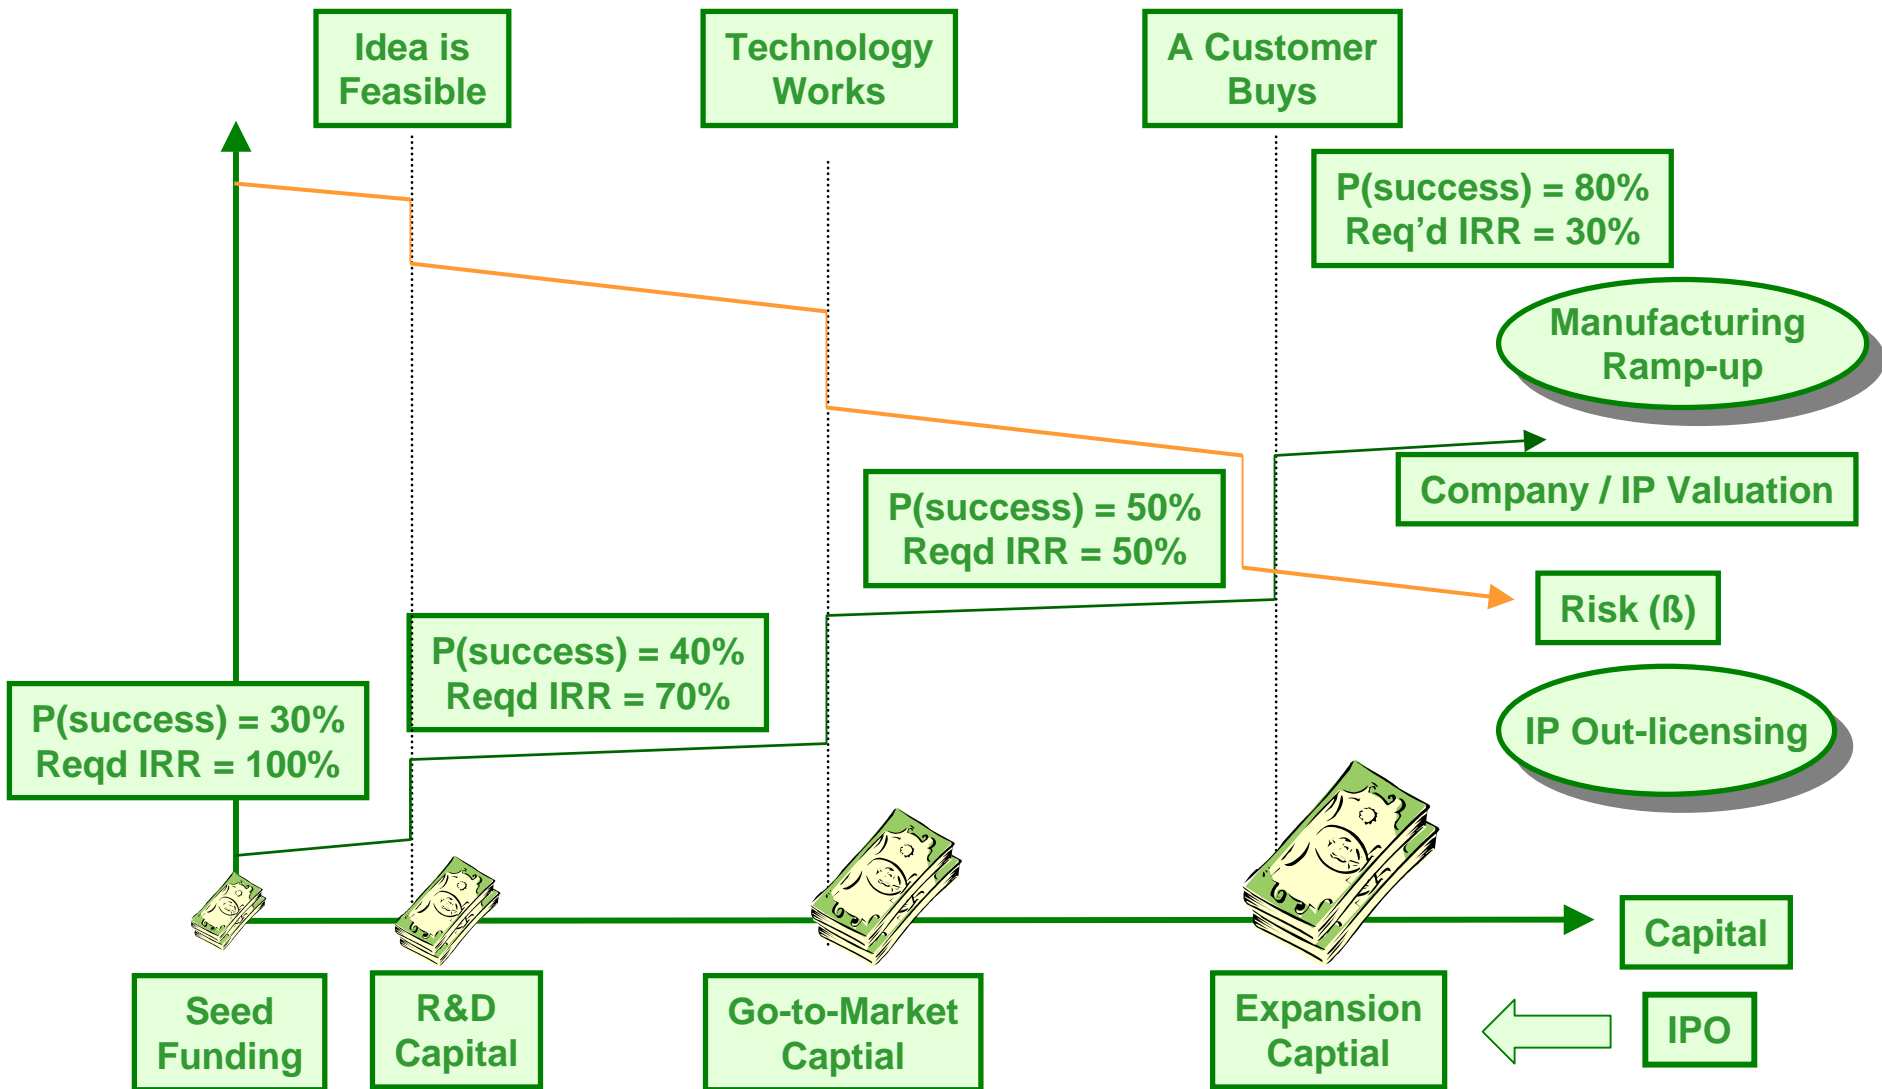 Idea is
Feasible
Technology
Works
A Customer
Buys
P(success) = 80%
Req’d IRR = 30%
Manufacturing
Ramp-up
Company / IP Valuation
P(success) = 50%
Reqd IRR = 50%
Risk (ß)
P(success) = 40%
Reqd IRR = 70%
P(success) = 30%
Reqd IRR = 100%
IP Out-licensing
Capital
Seed
Funding
R&D
Capital
Go-to-Market
Captial
Expansion
Captial
IPO